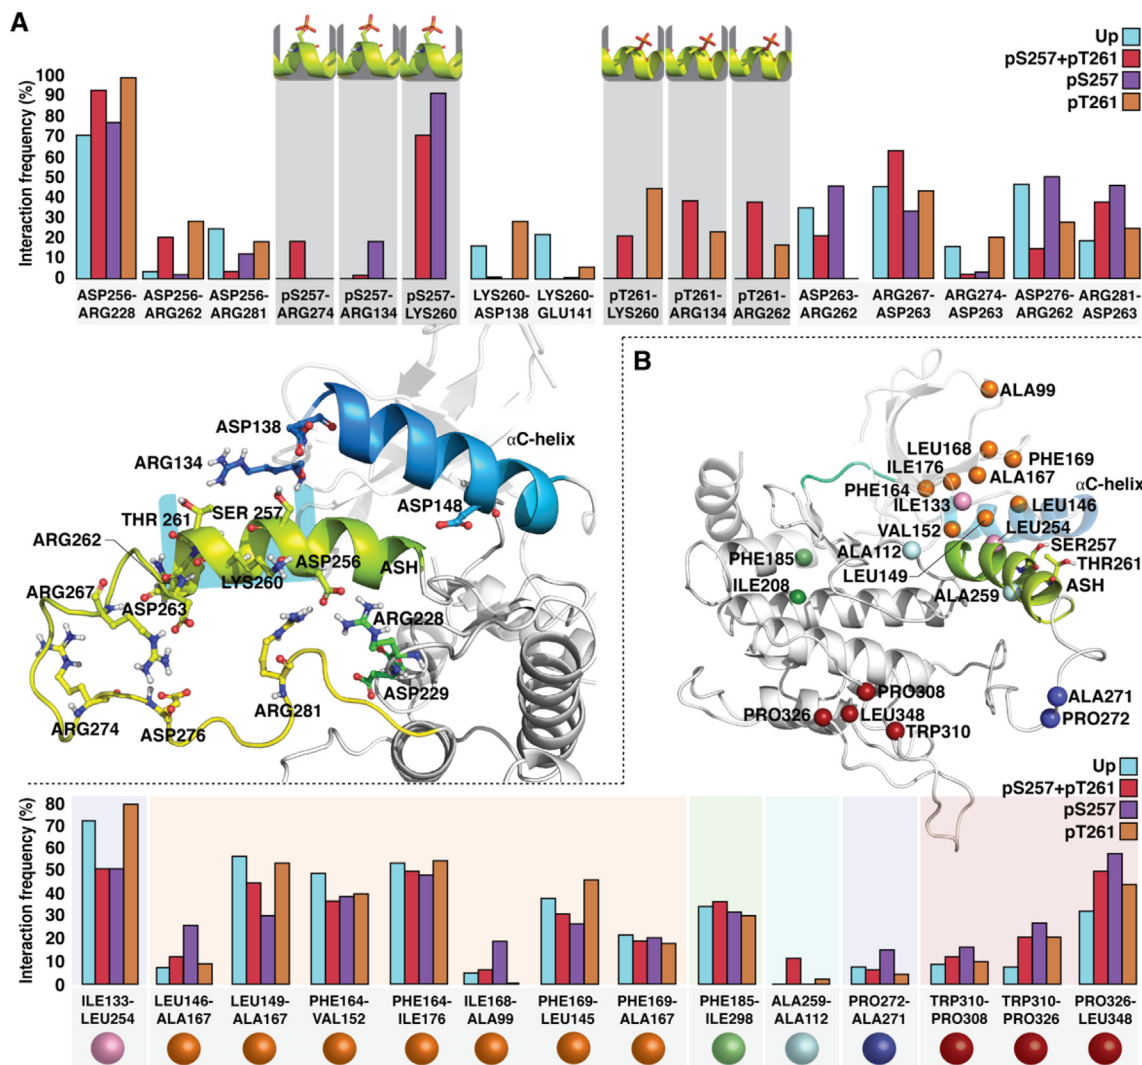 A
Up
pS257+pT261
pS257
pT261
Interaction frequency (%)
100
90
80
70
60
50
40
30
20
10
0
ASP256-
ARG228
ASP256-
ARG262
ASP256-
ARG281
pS257-
ARG274
pS257-
ARG134
pS257-
LYS260
LYS260-
ASP138
LYS260-
GLU141
pT261-
LYS260
pT261-
ARG134
pT261-
ARG262
ASP263-
ARG262
ARG267-
ASP263
ARG274-
ASP263
ASP276-
ARG262
ARG281-
ASP263
ASP138
αC-helix
ARG134
ASP148
THR 261
SER 257
ARG262
LYS260
ASP256
ASH
ARG267
ASP263
ARG228
ASP229
ARG281
ARG274
ASP276
B
ALA99
LEU168
PHE169
ILE176
ALA167
αC-helix
PHE164
ILE133
LEU146
VAL152
LEU254
SER257
PHE185
ALA112
THR261
LEU149
ILE208
ALA259
ASH
PRO308
ALA271
PRO326
LEU348
PRO272
TRP310
Up
pS257+pT261
pS257
pT261
Interaction frequency (%)
80
70
60
50
40
30
20
10
0
ILE133-
LEU254
LEU146-
ALA167
LEU149-
ALA167
PHE164-
VAL152
PHE164-
ILE176
ILE168-
ALA99
PHE169-
LEU145
PHE169-
ALA167
PHE185-
ILE298
ALA259-
ALA112
PRO272-
ALA271
TRP310-
PRO308
TRP310-
PRO326
PRO326-
LEU348